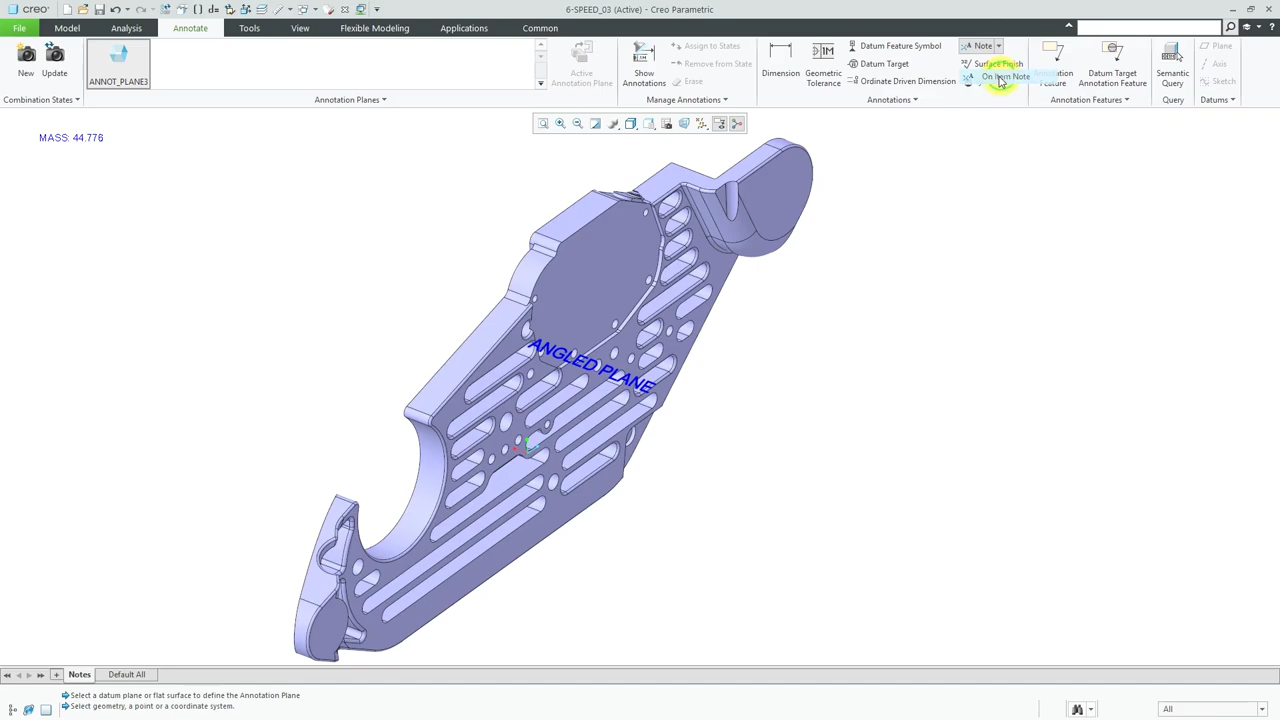 creo
6-SPEED_03 (Active) - Creo Parametric
File
Model
Analysis
Annotate
Tools
Flexible Modeling
Applications
Common
New
Update
ANNOT_PLANE3
Active
Annotation Plane
Show
Annotations
Assign to States
Remove from State
Erase
Dimension
Geometric
Tolerance
Datum Feature Symbol
Datum Target
Ordinate Driven Dimension
Note
Surface Finish
On Item Note
Feature
Datum Target
Annotation Feature
Semantic
Query
Plane
Axis
Sketch
Combination States
Annotation Planes
Manage Annotations
Annotations
Annotation Features
Query
Datums
MASS: 44.776
ANGLED PLANE
Notes
Default All
Select a datum plane or flat surface to define the Annotation Plane
Select geometry, a point or a coordinate system.
All